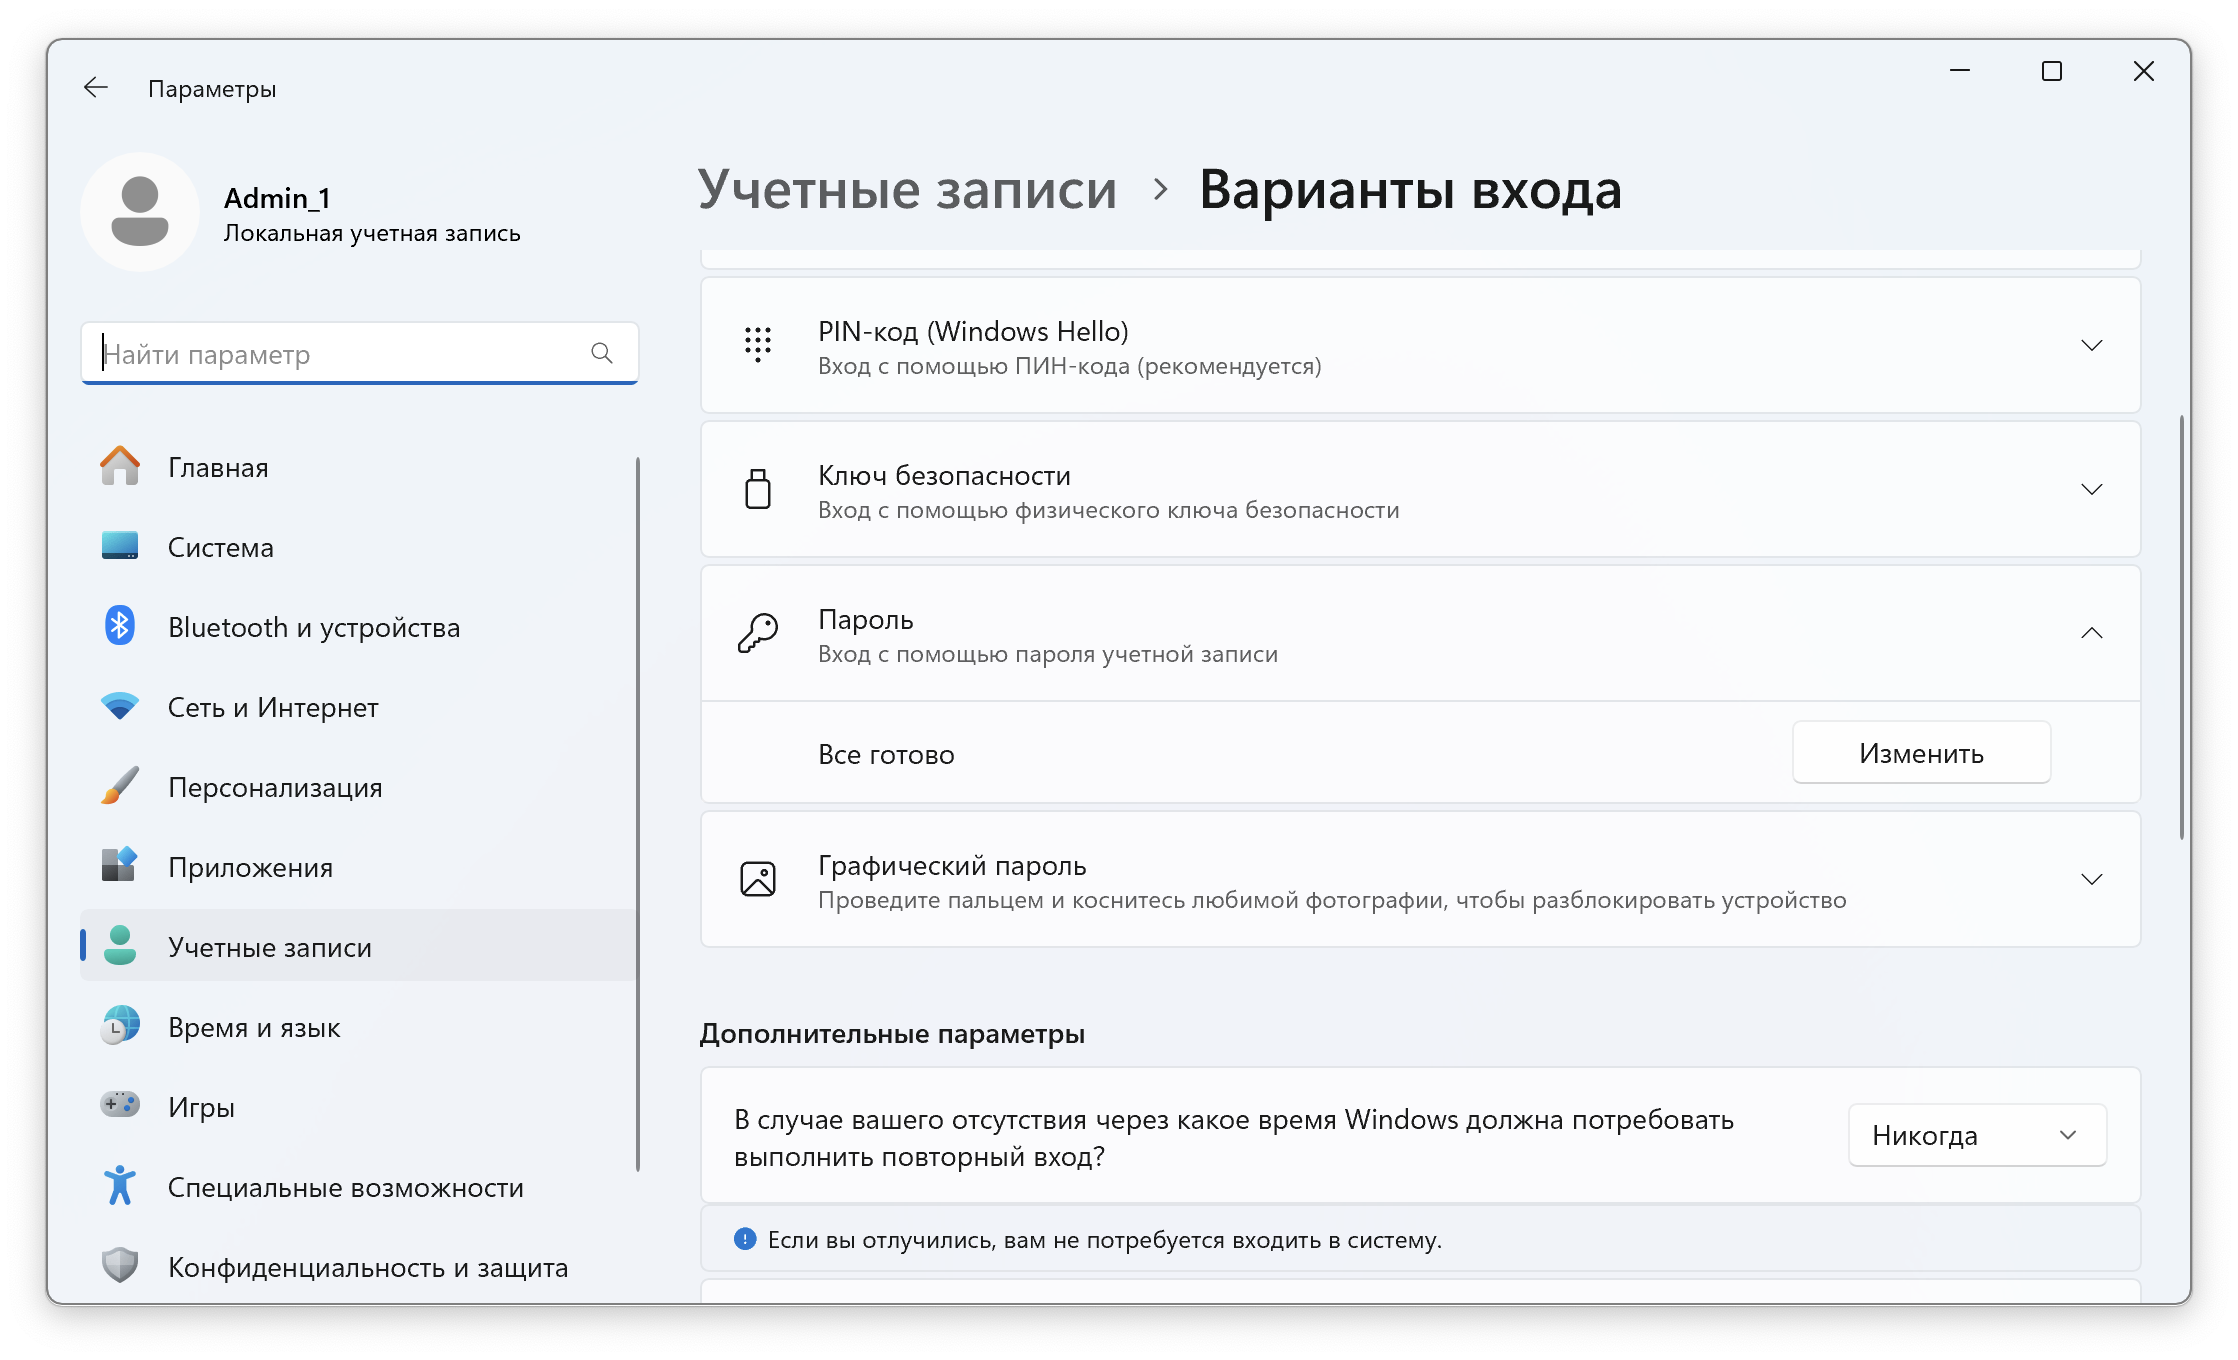 Параметры
Admin_1
Локальная учетная запись
Найти параметр
Главная
Система
Bluetooth и устройства
Сеть и Интернет
Персонализация
Приложения
Учетные записи
Время и язык
Игры
Специальные возможности
Конфиденциальность и защита
Учетные записи > Варианты входа
PIN-код (Windows Hello)
Вход с помощью ПИН-кода (рекомендуется)
Ключ безопасности
Вход с помощью физического ключа безопасности
Пароль
Вход с помощью пароля учетной записи
Все готово
Изменить
Графический пароль
Проведите пальцем и коснитесь любимой фотографии, чтобы разблокировать устройство
Дополнительные параметры
В случае вашего отсутствия через какое время Windows должна потребовать
выполнить повторный вход?
Никогда
Если вы отлучились, вам не потребуется входить в систему.